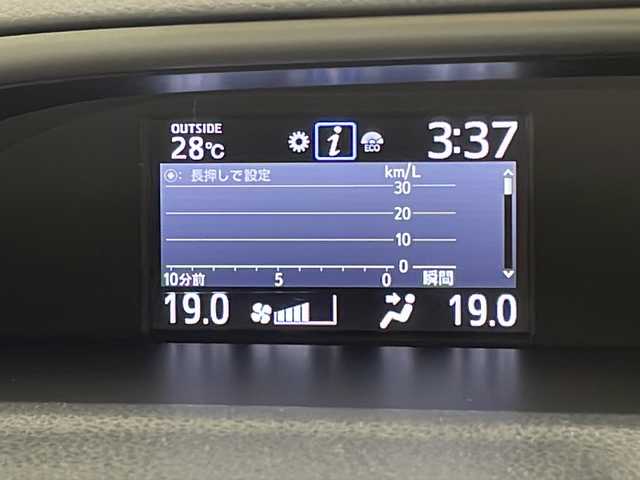 OUTSIDE
28℃ i ECO 3:37
: 長押しで設定 km/L
30
20
10
0
10分前 5 0 瞬間
19.0 19.0